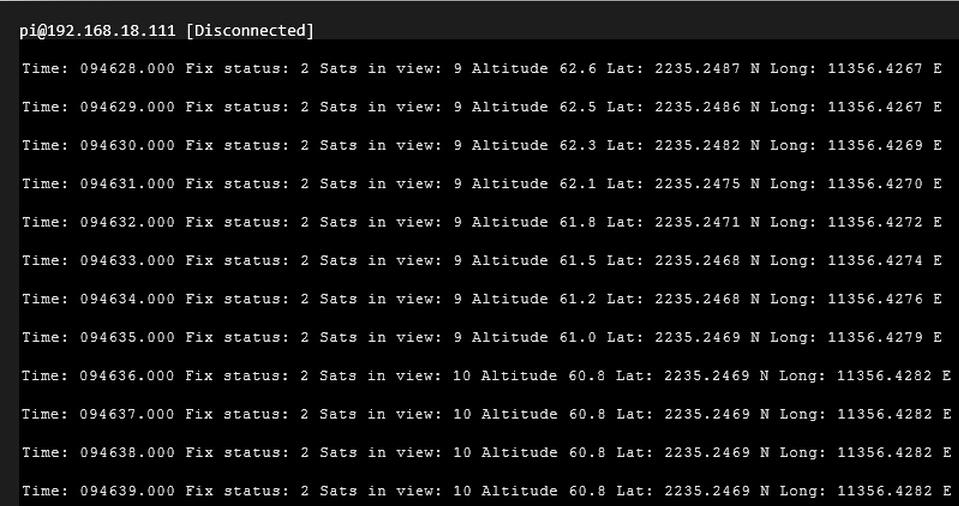 pi@192.168.18.111 [Disconnected]
Time: 094628.000 Fix status: 2 Sats in view: 9 Altitude 62.6 Lat: 2235.2487 N Long: 11356.4267 E
Time: 094629.000 Fix status: 2 Sats in view: 9 Altitude 62.5 Lat: 2235.2486 N Long: 11356.4267 E
Time: 094630.000 Fix status: 2 Sats in view: 9 Altitude 62.3 Lat: 2235.2482 N Long: 11356.4269 E
Time: 094631.000 Fix status: 2 Sats in view: 9 Altitude 62.1 Lat: 2235.2475 N Long: 11356.4270 E
Time: 094632.000 Fix status: 2 Sats in view: 9 Altitude 61.8 Lat: 2235.2471 N Long: 11356.4272 E
Time: 094633.000 Fix status: 2 Sats in view: 9 Altitude 61.5 Lat: 2235.2468 N Long: 11356.4274 E
Time: 094634.000 Fix status: 2 Sats in view: 9 Altitude 61.2 Lat: 2235.2468 N Long: 11356.4276 E
Time: 094635.000 Fix status: 2 Sats in view: 9 Altitude 61.0 Lat: 2235.2469 N Long: 11356.4279 E
Time: 094636.000 Fix status: 2 Sats in view: 10 Altitude 60.8 Lat: 2235.2469 N Long: 11356.4282 E
Time: 094637.000 Fix status: 2 Sats in view: 10 Altitude 60.8 Lat: 2235.2469 N Long: 11356.4282 E
Time: 094638.000 Fix status: 2 Sats in view: 10 Altitude 60.8 Lat: 2235.2469 N Long: 11356.4282 E
Time: 094639.000 Fix status: 2 Sats in view: 10 Altitude 60.8 Lat: 2235.2469 N Long: 11356.4282 E